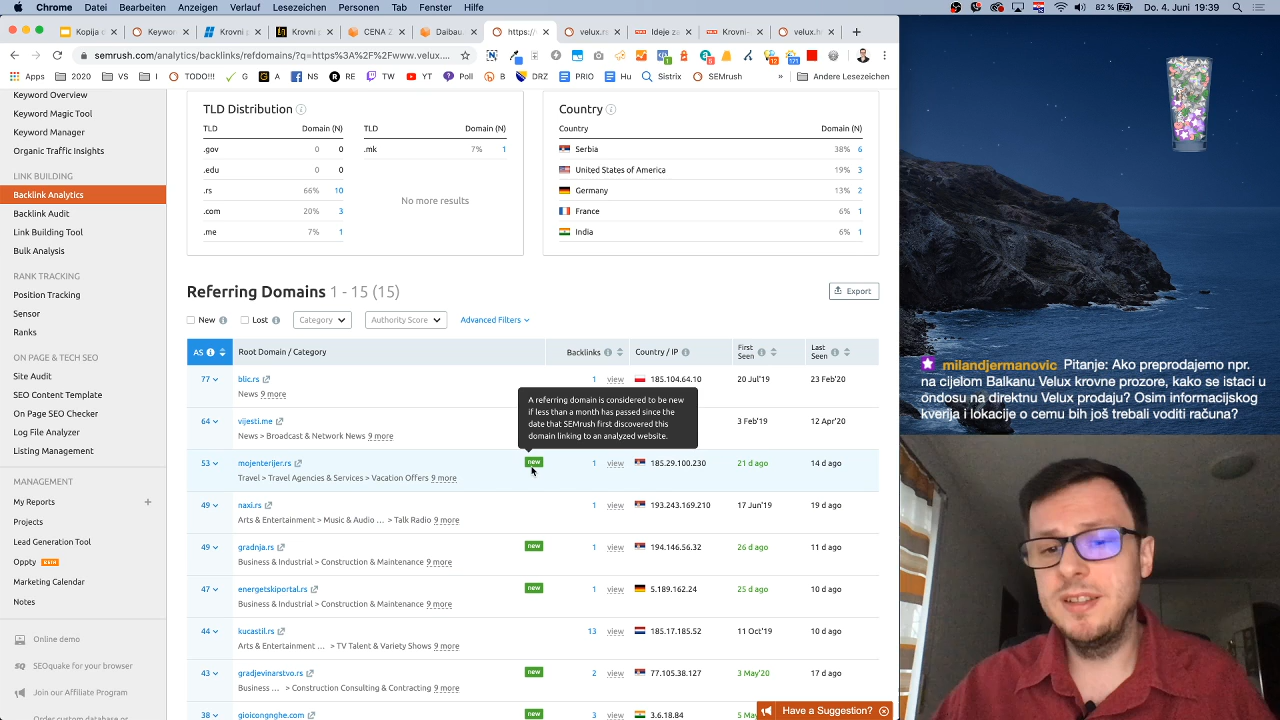 Chrome Datei Bearbeiten Anzeigen Verlauf Lesezeichen Personen Tab Fenster Hilfe
82 % Do. 4. Juni 19:39
Kopija c Keywor Krovni p Krovni p CENA Z Daibau https:/ velux.rs Ideje za Krovni- velux.h
semrush.com/analytics/backlinks/refdomains/?q=https%3A%2F%2Fwww.velux....
Apps 2020 VS I TODO!!! G A NS RE TW YT Poll B DRZ PRIO Hu Sistrix SEMrush » Andere Lesezeichen
Keyword Overview
Keyword Magic Tool
Keyword Manager
Organic Traffic Insights
LINK BUILDING
Backlink Analytics
Backlink Audit
Link Building Tool
Bulk Analysis
RANK TRACKING
Position Tracking
Sensor
Ranks
ON PAGE & TECH SEO
Site Audit
SEO Content Template
On Page SEO Checker
Log File Analyzer
Listing Management
MANAGEMENT
My Reports +
Projects
Lead Generation Tool
Oppty BETA
Marketing Calendar
Notes
Online demo
SEOquake for your browser
Join our Affiliate Program
Order custom database or
TLD Distribution
TLD Domain (N) TLD Domain (N)
.gov 0 0 .mk 7% 1
.edu 0 0
.rs 66% 10
.com 20% 3
.me 7% 1
No more results
Country
Country Domain (N)
Serbia 38% 6
United States of America 19% 3
Germany 13% 2
France 6% 1
India 6% 1
Referring Domains 1 - 15 (15)
Export
New Lost Category Authority Score Advanced Filters
AS Root Domain / Category Backlinks Country / IP First Seen Last Seen
77 blic.rs 1 view 185.104.64.10 20 Jul'19 23 Feb'20
News 9 more
A referring domain is considered to be new
if less than a month has passed since the
date that SEMrush first discovered this
domain linking to an analyzed website.
64 vijesti.me 3 Feb'19 12 Apr'20
News > Broadcast & Network News 9 more
53 mojenterijer.rs new 1 view 185.29.100.230 21 d ago 14 d ago
Travel > Travel Agencies & Services > Vacation Offers 9 more
49 naxi.rs 1 view 193.243.169.210 17 Jun'19 19 d ago
Arts & Entertainment > Music & Audio ... > Talk Radio 9 more
49 gradnja.rs new 1 view 194.146.56.32 26 d ago 11 d ago
Business & Industrial > Construction & Maintenance 9 more
47 energetskiportal.rs new 1 view 5.189.162.24 25 d ago 10 d ago
Business & Industrial > Construction & Maintenance 9 more
44 kucastil.rs 13 view 185.17.185.52 11 Oct'19 10 d ago
Arts & Entertainment ... > TV Talent & Variety Shows 9 more
43 gradjevinarstvo.rs new 2 view 77.105.38.127 3 May'20 17 d ago
Business ... > Construction Consulting & Contracting 9 more
38 gioicongnghe.com new 3 view 3.6.18.84
Have a Suggestion?
milandjermanovic Pitanje: Ako preprodajemo npr.
na cijelom Balkanu Velux krovne prozore, kako se istaci u
ondosu na direktnu Velux prodaju? Osim informacijskog
kverija i lokacije o cemu bih još trebali voditi računa?